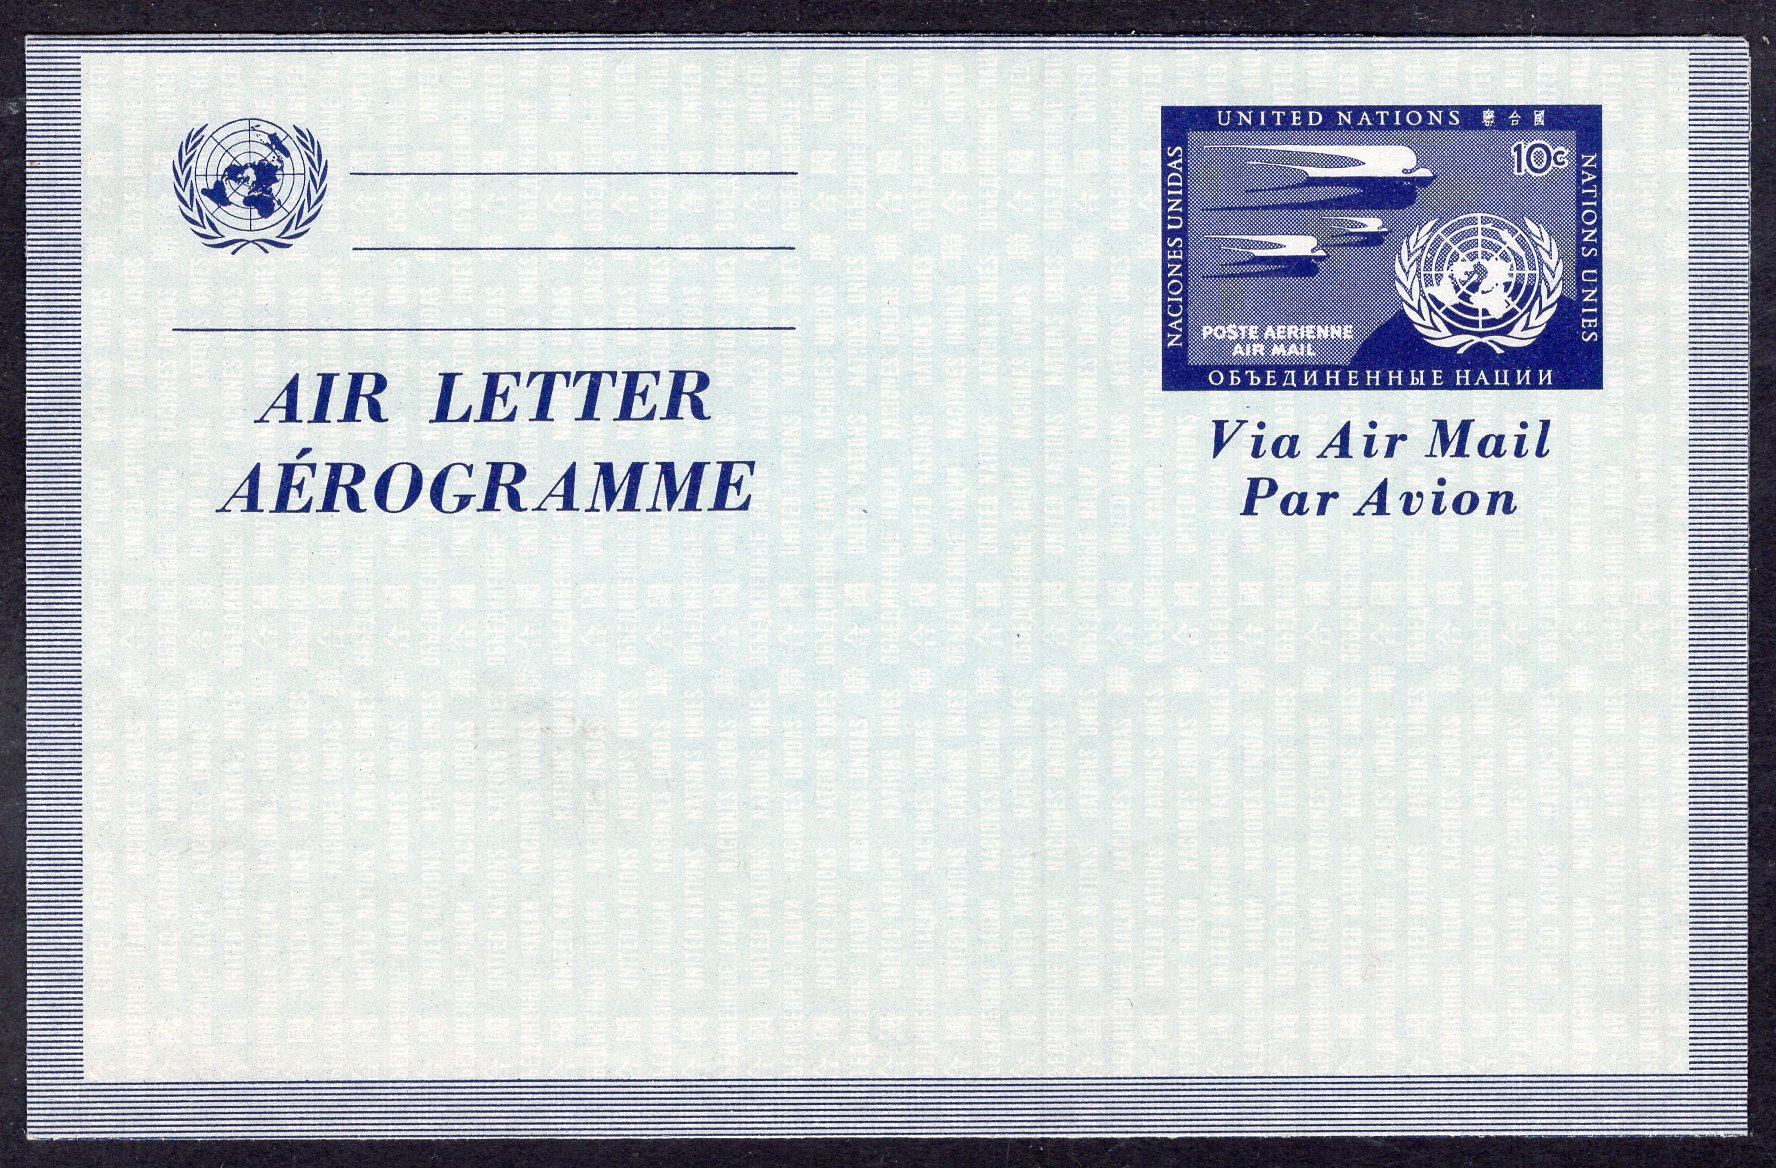 UNITED NATIONS 聯合國
NACIONES UNIDAS
10c
NATIONS UNIES
POSTE AERIENNE
AIR MAIL
ОБЪЕДИНЕННЫЕ НАЦИИ
AIR LETTER
AÉROGRAMME
Via Air Mail
Par Avion